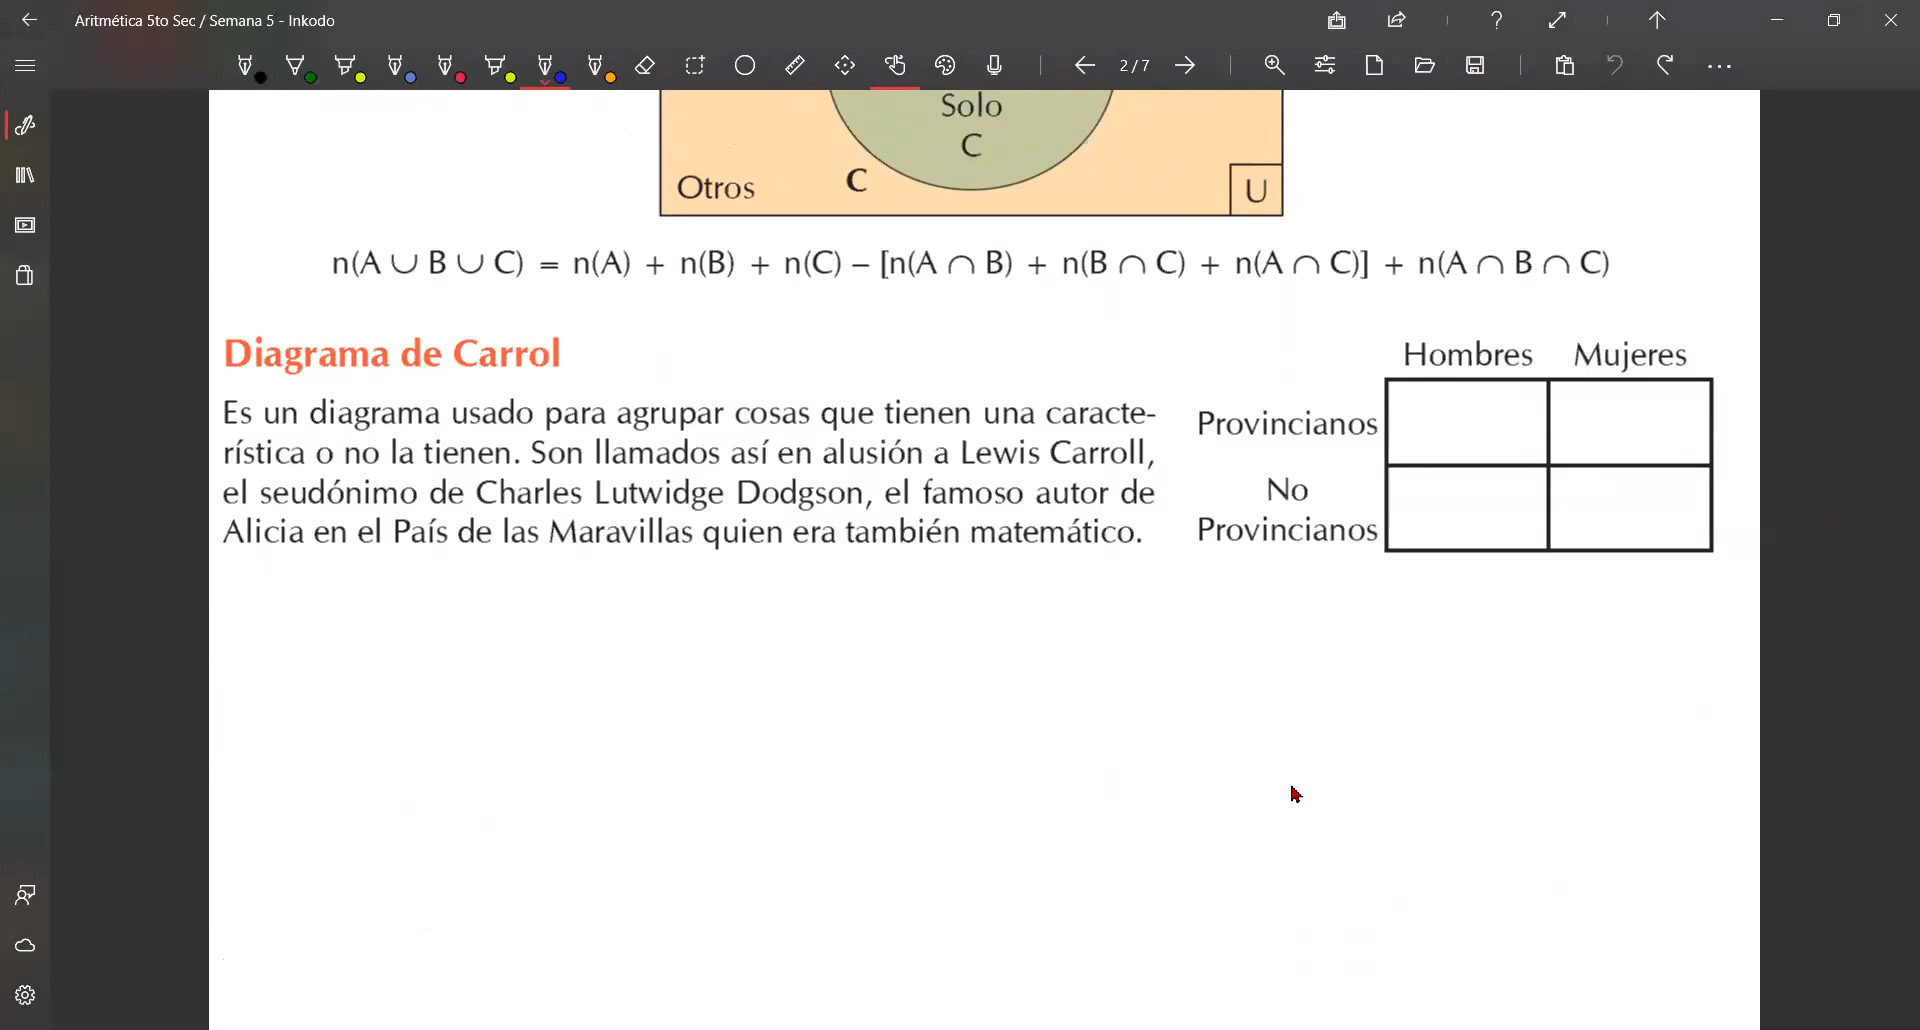 Aritmética 5to Sec / Semana 5 - Inkodo
2 / 7
Solo
C
Otros
C
U
n(A ∪ B ∪ C) = n(A) + n(B) + n(C) – [n(A ∩ B) + n(B ∩ C) + n(A ∩ C)] + n(A ∩ B ∩ C)
Diagrama de Carrol
Es un diagrama usado para agrupar cosas que tienen una caracte-
rística o no la tienen. Son llamados así en alusión a Lewis Carroll,
el seudónimo de Charles Lutwidge Dodgson, el famoso autor de
Alicia en el País de las Maravillas quien era también matemático.
Hombres Mujeres
Provincianos
No
Provincianos